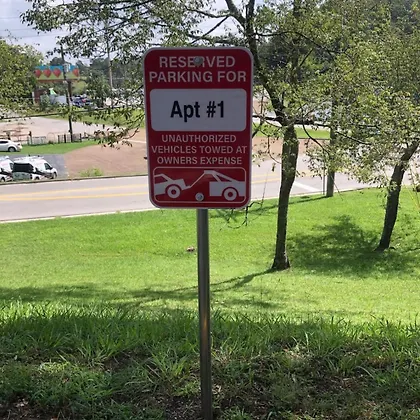 RESERVED
PARKING FOR
Apt #1
UNAUTHORIZED
VEHICLES TOWED AT
OWNERS EXPENSE